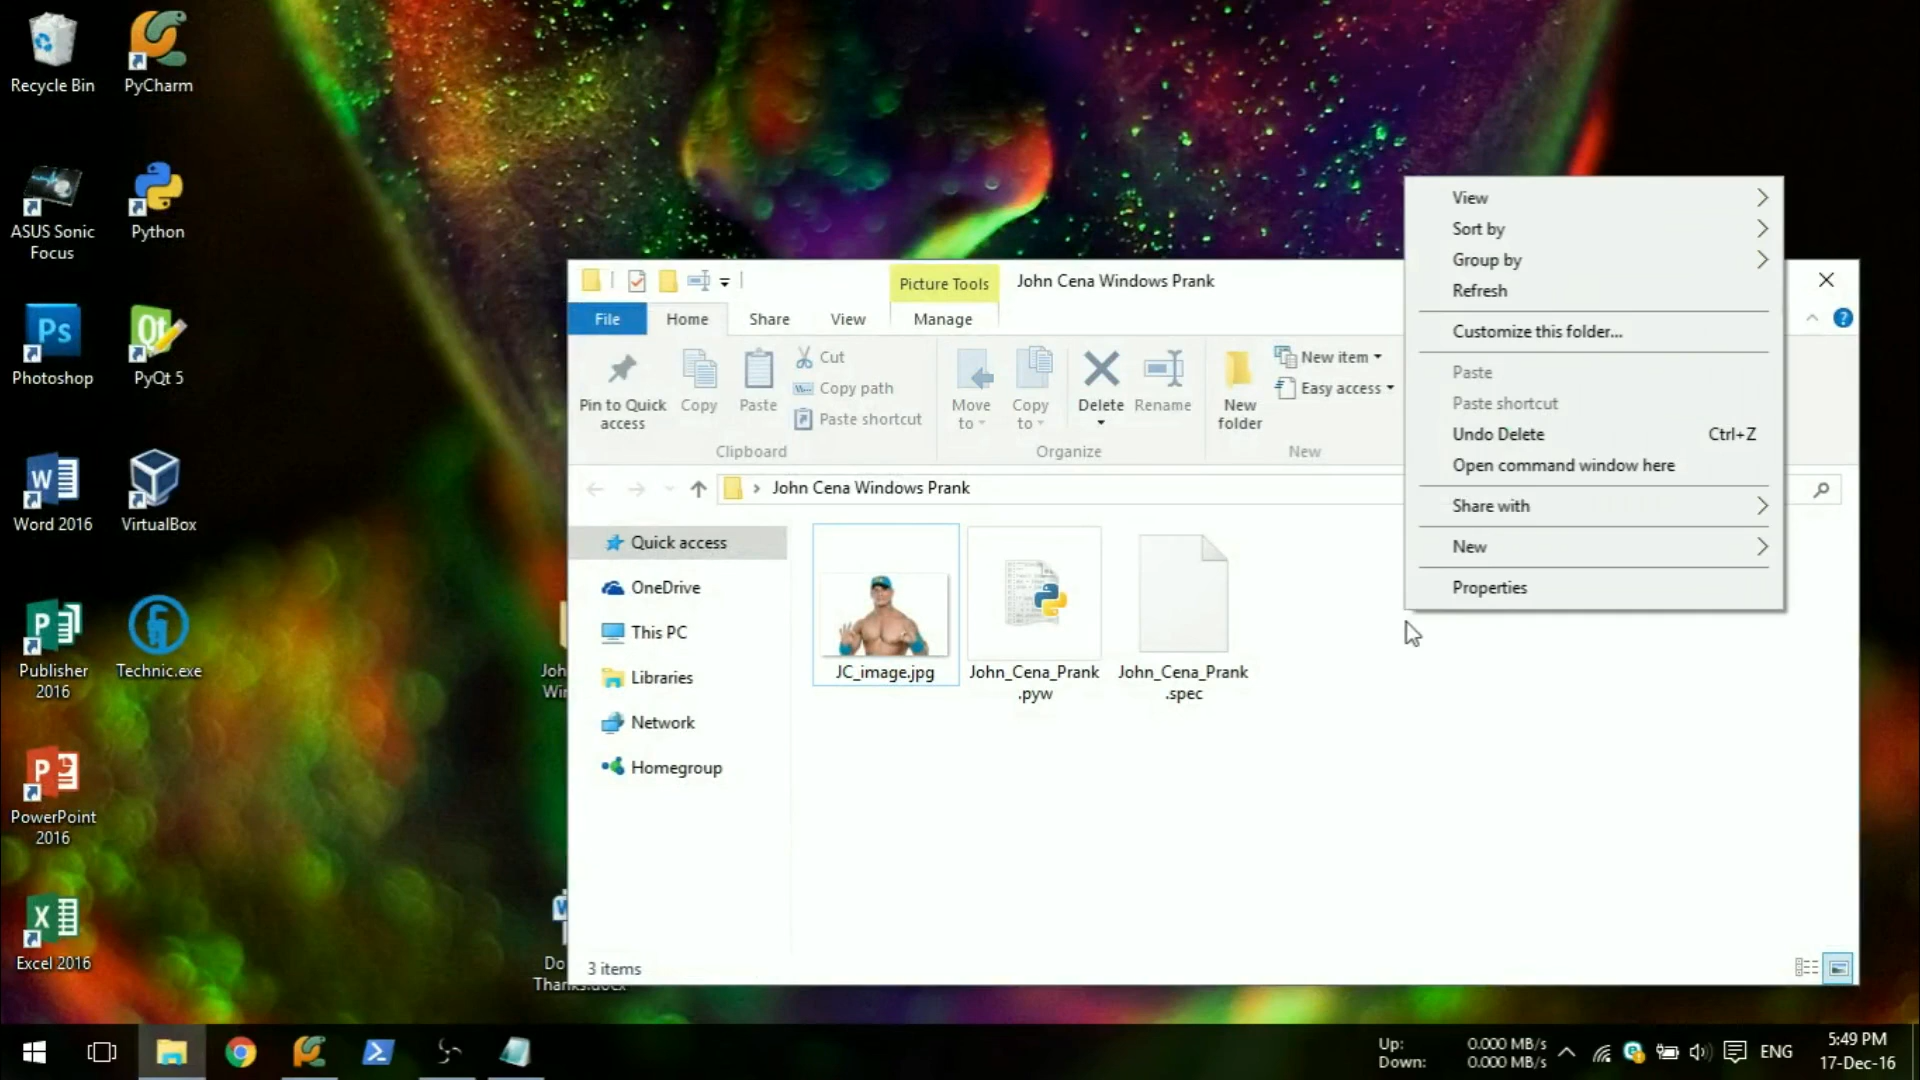 Recycle Bin
PyCharm
ASUS Sonic
Focus
Python
Ps
Photoshop
Qt
PyQt 5
W
Word 2016
VirtualBox
P
Publisher
2016
Technic.exe
P
PowerPoint
2016
X
Excel 2016
Joh
Wi
Do
Thanks.docx
Picture Tools
John Cena Windows Prank
File
Home
Share
View
Manage
Pin to Quick
access
Copy
Paste
Cut
Copy path
Paste shortcut
Clipboard
Move
to
Copy
to
Delete
Rename
Organize
New
folder
New item
Easy access
New
John Cena Windows Prank
Quick access
OneDrive
This PC
Libraries
Network
Homegroup
JC_image.jpg
John_Cena_Prank
.pyw
John_Cena_Prank
.spec
3 items
View
Sort by
Group by
Refresh
Customize this folder...
Paste
Paste shortcut
Undo Delete Ctrl+Z
Open command window here
Share with
New
Properties
Up: 0.000 MB/s
Down: 0.000 MB/s
ENG
5:49 PM
17-Dec-16